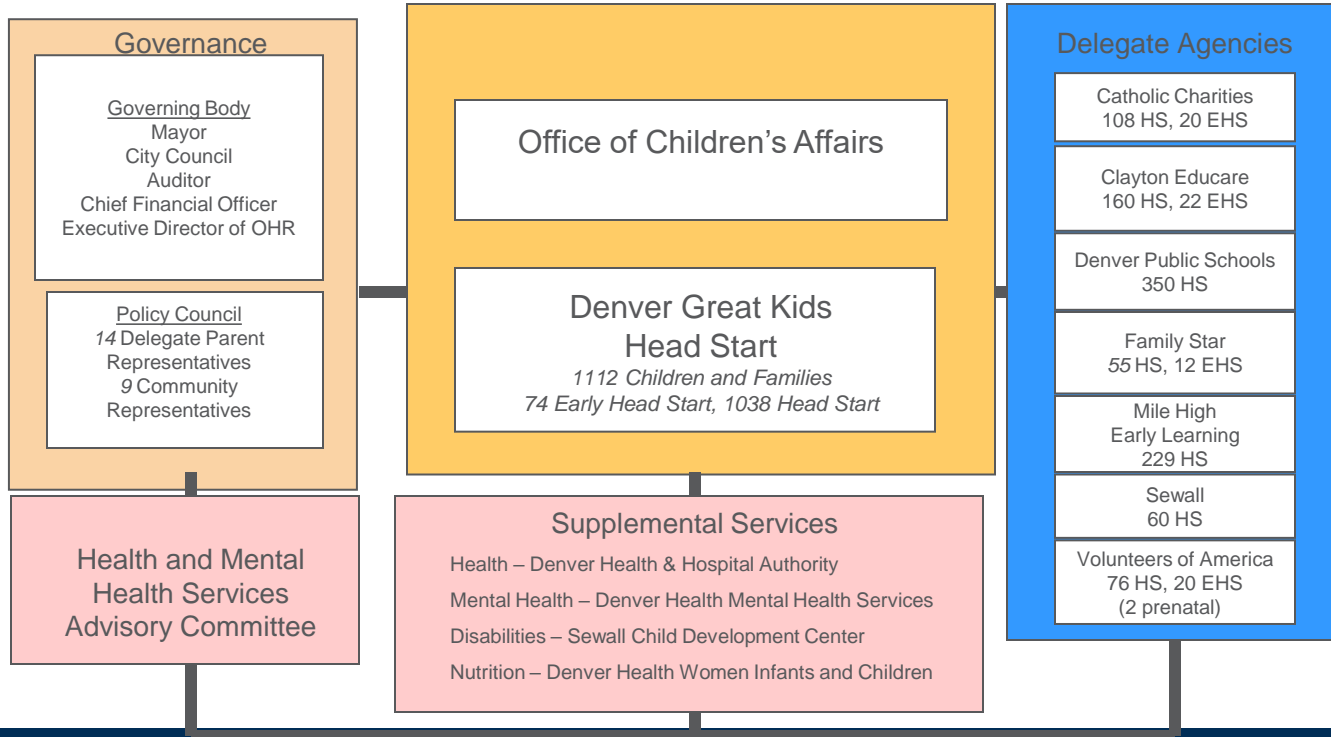 Governance
Governing Body
Mayor
City Council
Auditor
Chief Financial Officer
Executive Director of OHR
Policy Council
14 Delegate Parent
Representatives
9 Community
Representatives
Health and Mental
Health Services
Advisory Committee
Office of Children's Affairs
Denver Great Kids
Head Start
1112 Children and Families
74 Early Head Start, 1038 Head Start
Supplemental Services
Health – Denver Health & Hospital Authority
Mental Health – Denver Health Mental Health Services
Disabilities – Sewall Child Development Center
Nutrition – Denver Health Women Infants and Children
Delegate Agencies
Catholic Charities
108 HS, 20 EHS
Clayton Educare
160 HS, 22 EHS
Denver Public Schools
350 HS
Family Star
55 HS, 12 EHS
Mile High
Early Learning
229 HS
Sewall
60 HS
Volunteers of America
76 HS, 20 EHS
(2 prenatal)